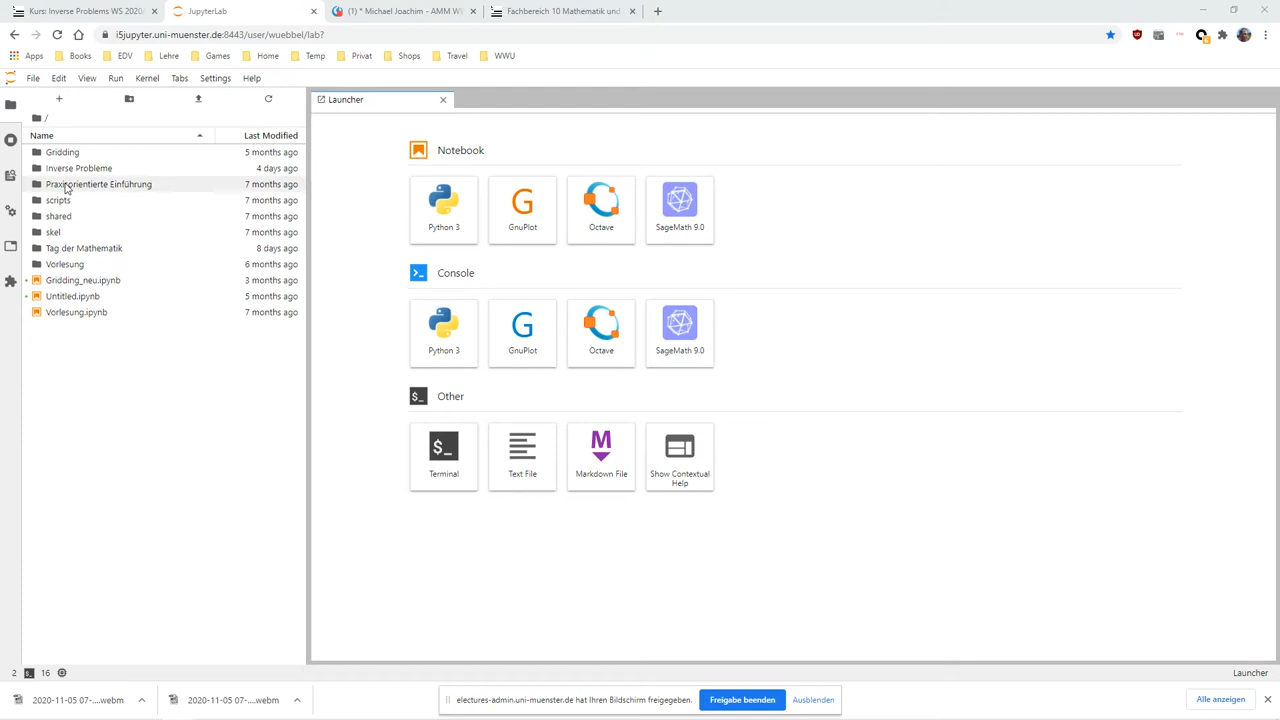 Kurs: Inverse Problems WS 2020/
JupyterLab
(1) * Michael Joachim - AMM W
Fachbereich 10 Mathematik und
i5jupyter.uni-muenster.de:8443/user/wuebbel/lab?
Apps Books EDV Lehre Games Home Temp Privat Shops Travel WWU
File Edit View Run Kernel Tabs Settings Help
Launcher
/
Name Last Modified
Gridding 5 months ago
Inverse Probleme 4 days ago
Praxisorientierte Einführung 7 months ago
scripts 7 months ago
shared 7 months ago
skel 7 months ago
Tag der Mathematik 8 days ago
Vorlesung 6 months ago
Gridding_neu.ipynb 3 months ago
Untitled.ipynb 5 months ago
Vorlesung.ipynb 7 months ago
Notebook
Python 3 GnuPlot Octave SageMath 9.0
Console
Python 3 GnuPlot Octave SageMath 9.0
Other
$_ Terminal
Text File
M Markdown File
Show Contextual
Help
2 $_ 16 Launcher
2020-11-05 07-....webm
2020-11-05 07-....webm
electures-admin.uni-muenster.de hat Ihren Bildschirm freigegeben. Freigabe beenden Ausblenden
Alle anzeigen